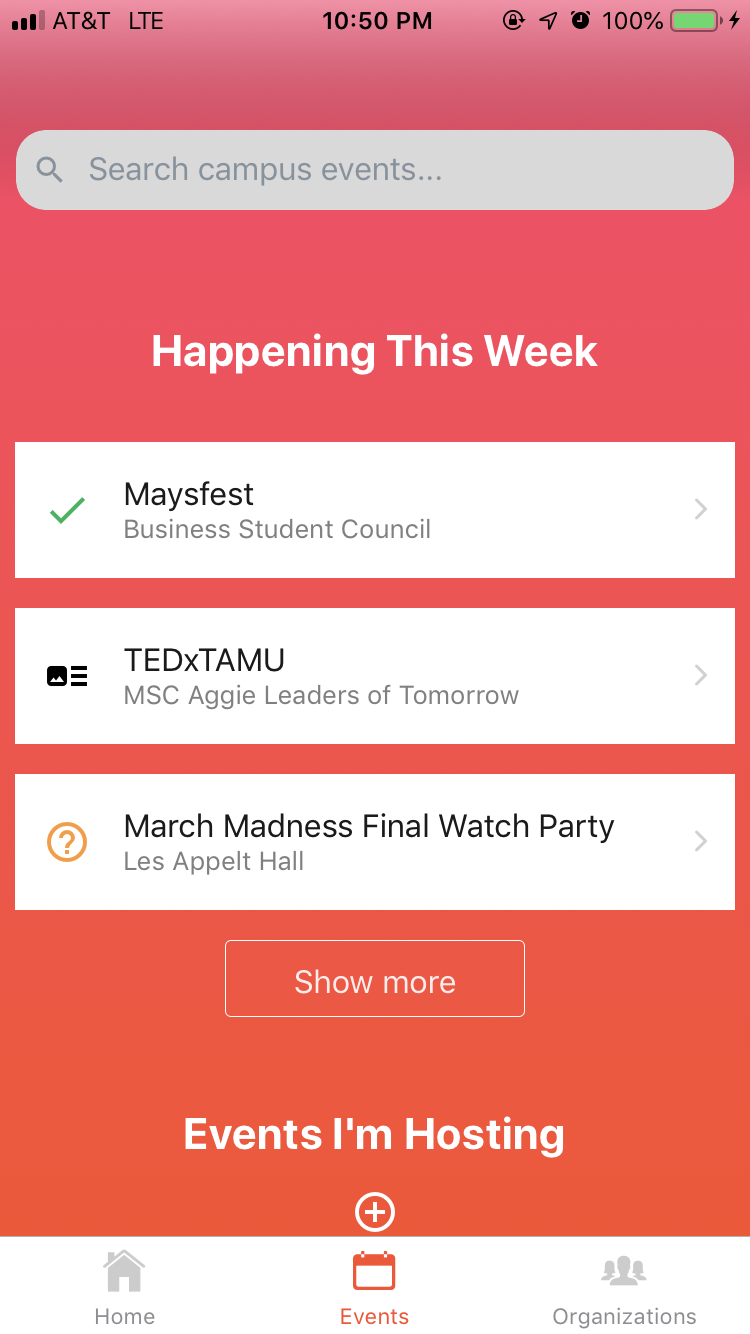 AT&T LTE 10:50 PM 100%
Search campus events...
Happening This Week
Maysfest
Business Student Council
TEDxTAMU
MSC Aggie Leaders of Tomorrow
March Madness Final Watch Party
Les Appelt Hall
Show more
Events I'm Hosting
Home Events Organizations